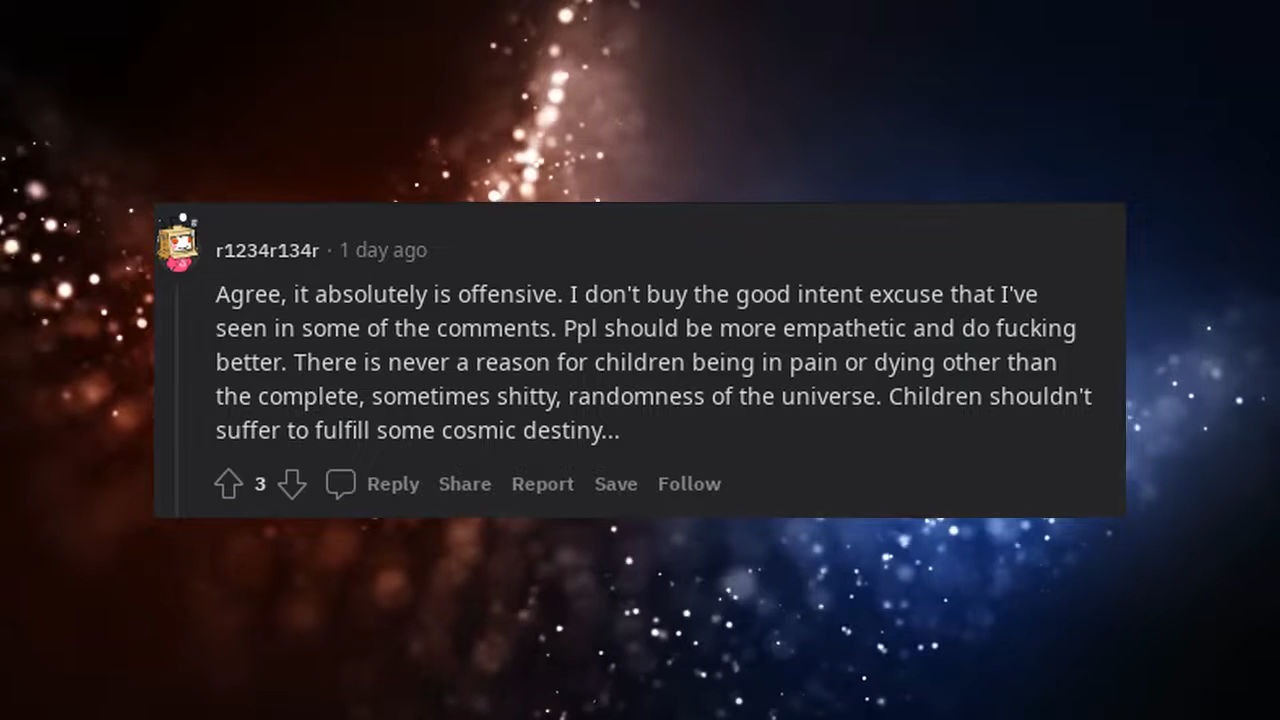 r1234r134r · 1 day ago
Agree, it absolutely is offensive. I don't buy the good intent excuse that I've
seen in some of the comments. Ppl should be more empathetic and do fucking
better. There is never a reason for children being in pain or dying other than
the complete, sometimes shitty, randomness of the universe. Children shouldn't
suffer to fulfill some cosmic destiny...
3 Reply Share Report Save Follow